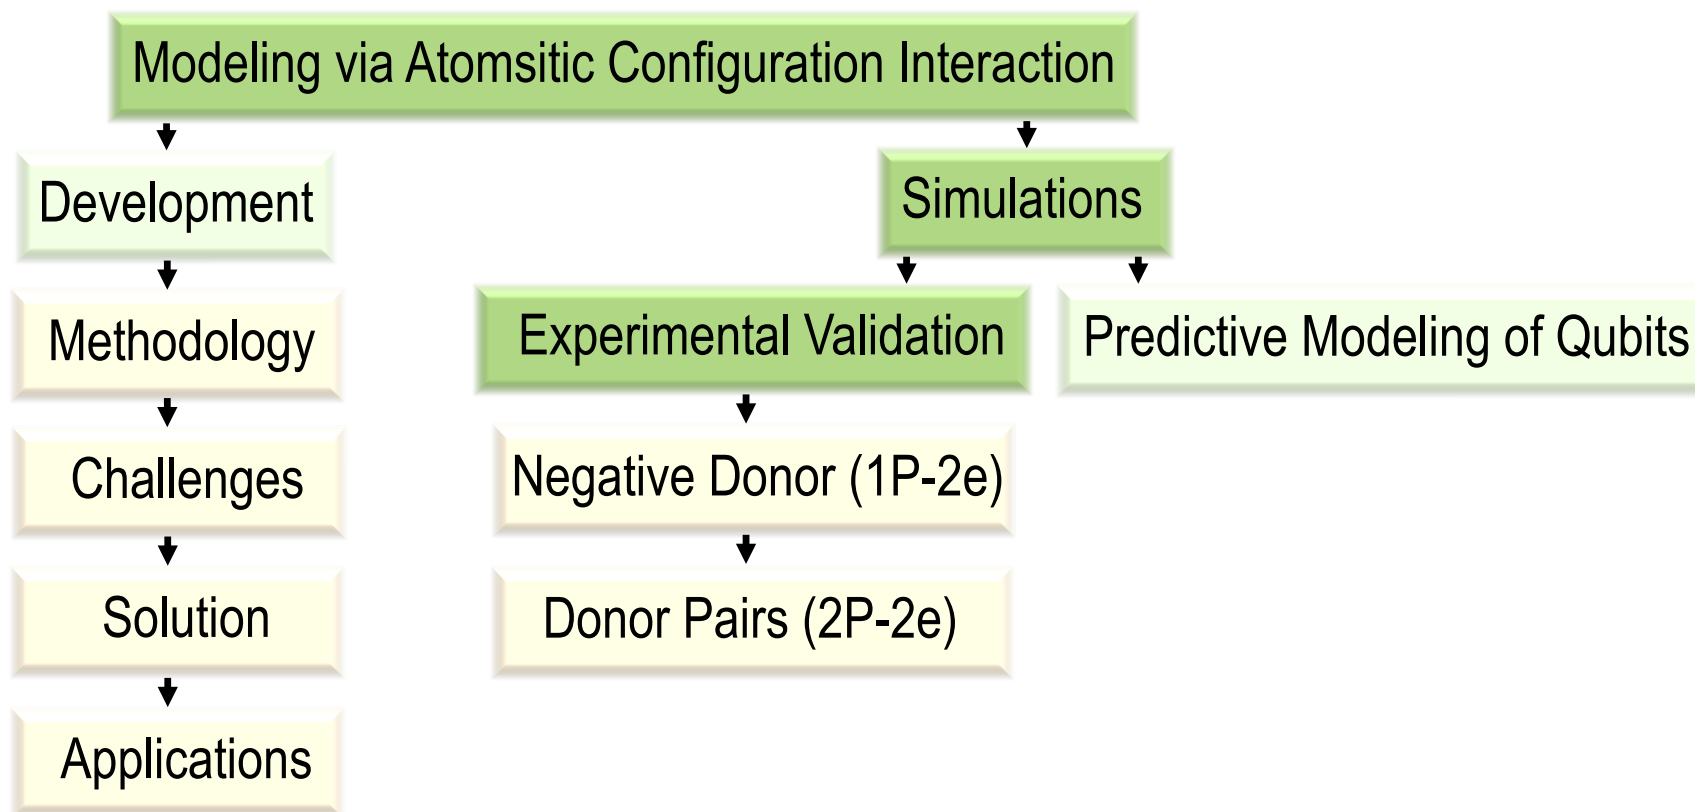 Modeling via Atomsitic Configuration Interaction
Development
Simulations
Methodology
Experimental Validation
Predictive Modeling of Qubits
Challenges
Negative Donor (1P-2e)
Solution
Donor Pairs (2P-2e)
Applications